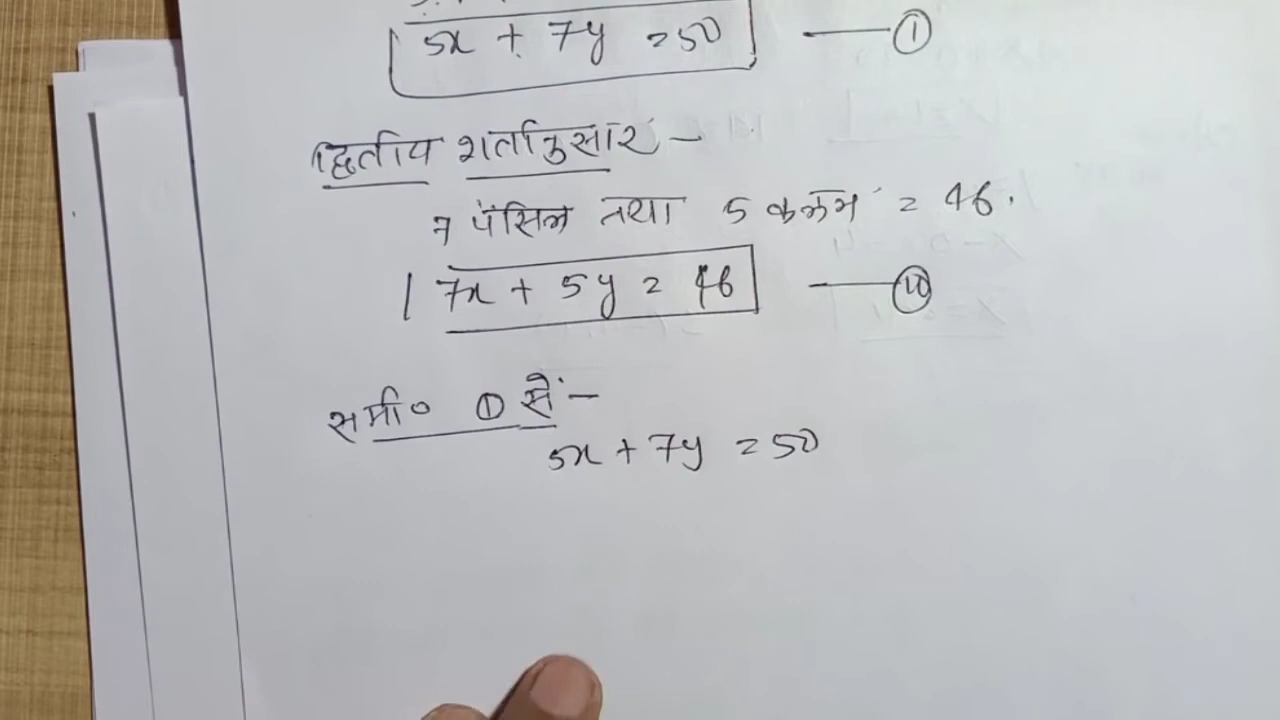 5x + 7y = 50 —— ①
द्वितीय शर्तानुसार –
7 पेंसिल तथा 5 कलम = 46.
7x + 5y = 46 —— ⑪
समी० ① से:–
5x + 7y = 50